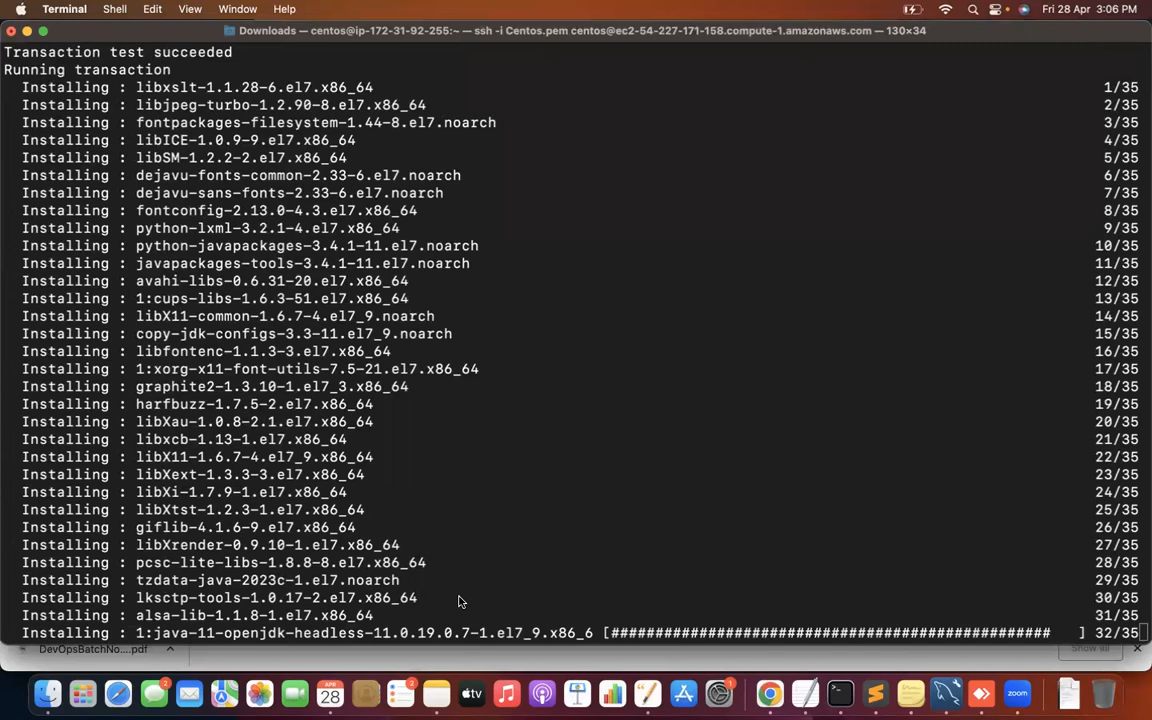 Terminal Shell Edit View Window Help Fri 28 Apr 3:06 PM
Downloads — centos@ip-172-31-92-255:~ — ssh -i Centos.pem centos@ec2-54-227-171-158.compute-1.amazonaws.com — 130×34
Transaction test succeeded
Running transaction
Installing : libxslt-1.1.28-6.el7.x86_64 1/35
Installing : libjpeg-turbo-1.2.90-8.el7.x86_64 2/35
Installing : fontpackages-filesystem-1.44-8.el7.noarch 3/35
Installing : libICE-1.0.9-9.el7.x86_64 4/35
Installing : libSM-1.2.2-2.el7.x86_64 5/35
Installing : dejavu-fonts-common-2.33-6.el7.noarch 6/35
Installing : dejavu-sans-fonts-2.33-6.el7.noarch 7/35
Installing : fontconfig-2.13.0-4.3.el7.x86_64 8/35
Installing : python-lxml-3.2.1-4.el7.x86_64 9/35
Installing : python-javapackages-3.4.1-11.el7.noarch 10/35
Installing : javapackages-tools-3.4.1-11.el7.noarch 11/35
Installing : avahi-libs-0.6.31-20.el7.x86_64 12/35
Installing : 1:cups-libs-1.6.3-51.el7.x86_64 13/35
Installing : libX11-common-1.6.7-4.el7_9.noarch 14/35
Installing : copy-jdk-configs-3.3-11.el7_9.noarch 15/35
Installing : libfontenc-1.1.3-3.el7.x86_64 16/35
Installing : 1:xorg-x11-font-utils-7.5-21.el7.x86_64 17/35
Installing : graphite2-1.3.10-1.el7_3.x86_64 18/35
Installing : harfbuzz-1.7.5-2.el7.x86_64 19/35
Installing : libXau-1.0.8-2.1.el7.x86_64 20/35
Installing : libxcb-1.13-1.el7.x86_64 21/35
Installing : libX11-1.6.7-4.el7_9.x86_64 22/35
Installing : libXext-1.3.3-3.el7.x86_64 23/35
Installing : libXi-1.7.9-1.el7.x86_64 24/35
Installing : libXtst-1.2.3-1.el7.x86_64 25/35
Installing : giflib-4.1.6-9.el7.x86_64 26/35
Installing : libXrender-0.9.10-1.el7.x86_64 27/35
Installing : pcsc-lite-libs-1.8.8-8.el7.x86_64 28/35
Installing : tzdata-java-2023c-1.el7.noarch 29/35
Installing : lksctp-tools-1.0.17-2.el7.x86_64 30/35
Installing : alsa-lib-1.1.8-1.el7.x86_64 31/35
Installing : 1:java-11-openjdk-headless-11.0.19.0.7-1.el7_9.x86_6 [################################################## ] 32/35
DevOpsBatchNo....pdf Show all
2 APR 28 2 tv 1 zoom